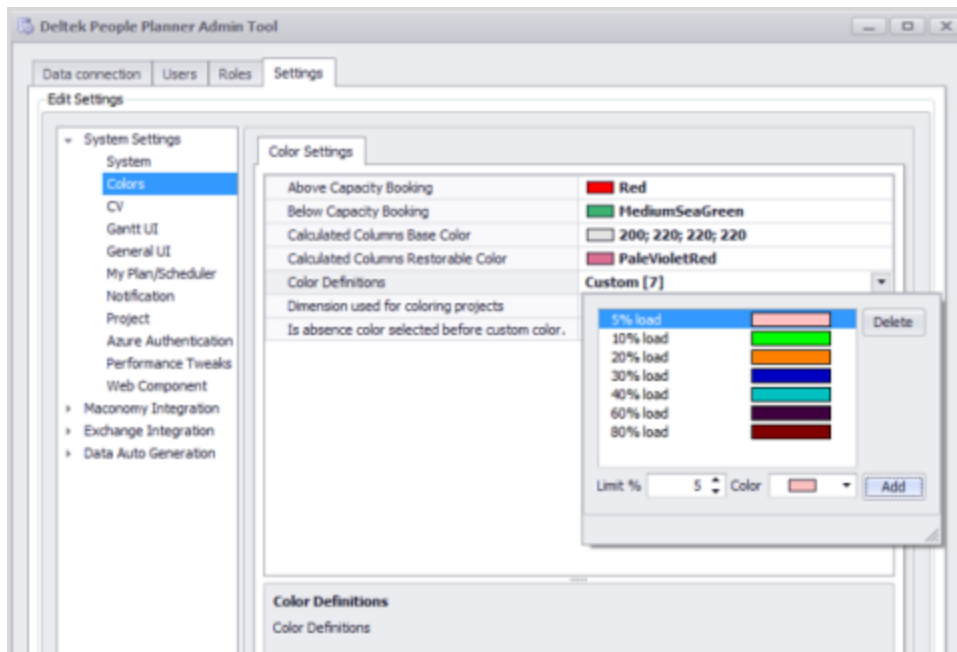 Deltek People Planner Admin Tool
Data connection Users Roles Settings
Edit Settings
System Settings
System
Colors
CV
Gantt UI
General UI
My Plan/Scheduler
Notification
Project
Azure Authentication
Performance Tweaks
Web Component
Maconomy Integration
Exchange Integration
Data Auto Generation
Color Settings
Above Capacity Booking Red
Below Capacity Booking MediumSeaGreen
Calculated Columns Base Color 200; 220; 220; 220
Calculated Columns Restorable Color PaleVioletRed
Color Definitions Custom [7]
Dimension used for coloring projects
Is absence color selected before custom color.
5% load
10% load
20% load
30% load
40% load
60% load
80% load
Delete
Limit % 5 Color Add
Color Definitions
Color Definitions